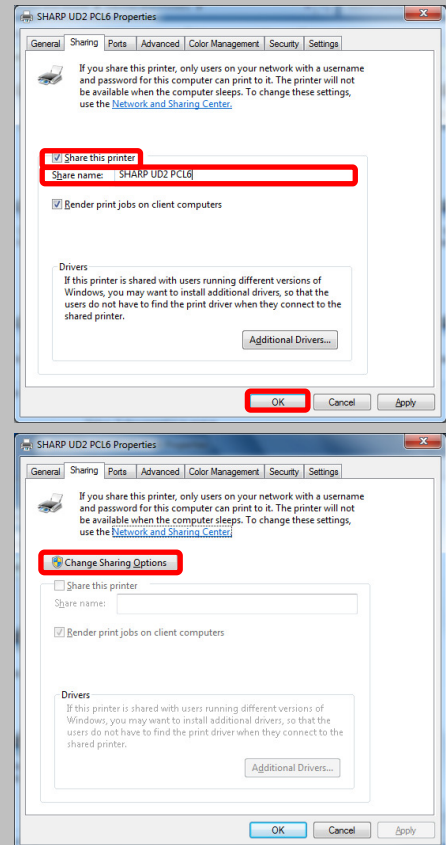 SHARP UD2 PCL6 Properties
General Sharing Ports Advanced Color Management Security Settings
If you share this printer, only users on your network with a username
and password for this computer can print to it. The printer will not
be available when the computer sleeps. To change these settings,
use the Network and Sharing Center.
Share this printer
Share name: SHARP UD2 PCL6
Render print jobs on client computers
Drivers
If this printer is shared with users running different versions of
Windows, you may want to install additional drivers, so that the
users do not have to find the print driver when they connect to the
shared printer.
Additional Drivers...
OK Cancel Apply
SHARP UD2 PCL6 Properties
General Sharing Ports Advanced Color Management Security Settings
If you share this printer, only users on your network with a username
and password for this computer can print to it. The printer will not
be available when the computer sleeps. To change these settings,
use the Network and Sharing Center.
Change Sharing Options
Share this printer
Share name:
Render print jobs on client computers
Drivers
If this printer is shared with users running different versions of
Windows, you may want to install additional drivers, so that the
users do not have to find the print driver when they connect to the
shared printer.
Additional Drivers...
OK Cancel Apply